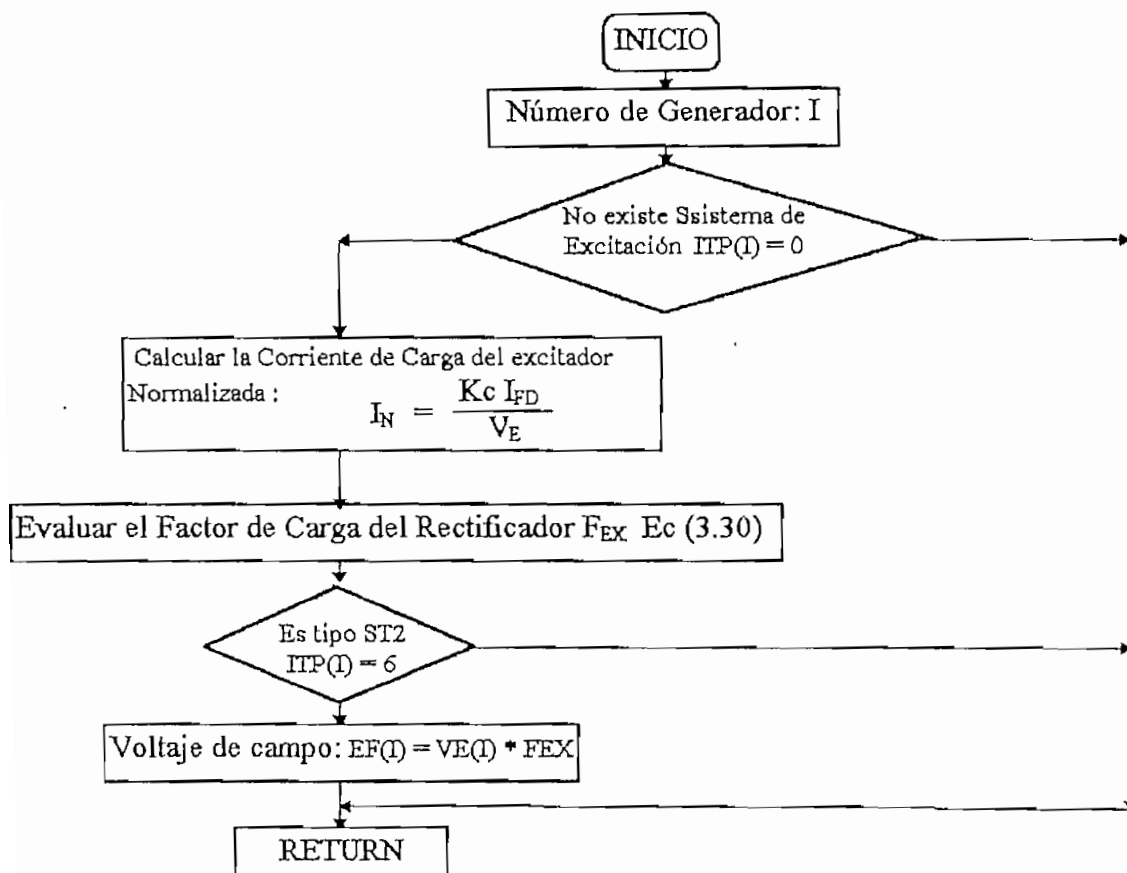 INICIO
Número de Generador: I
No existe Ssistema de
Excitación ITP(I) = 0
Calcular la Corriente de Carga del excitador
Normalizada :
I_N = Kc I_FD / V_E
Evaluar el Factor de Carga del Rectificador F_EX Ec (3.30)
Es tipo ST2
ITP(I) = 6
Voltaje de campo: EF(I) = VE(I) * FEX
RETURN